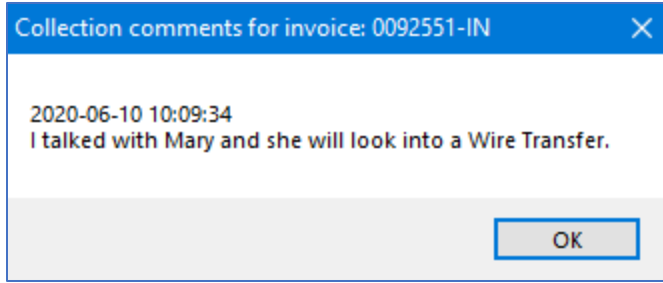 Collection comments for invoice: 0092551-IN
2020-06-10 10:09:34
I talked with Mary and she will look into a Wire Transfer.
OK